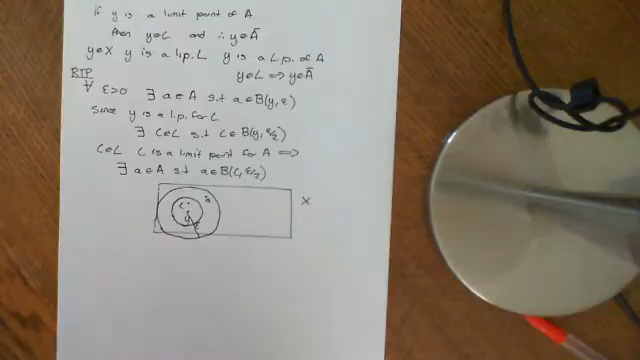 if y is a limit point of A
then y∈L and ∴ y∈Ā
y∈X y is a l.p. L y is a l.p. of A
y∈L ⟹ y∈Ā
RTP
∀ ε>0 ∃ a∈A s.t a∈B(y, ε)
Since y is a l.p. for L
∃ c∈L s.t c∈B(y, ε/2)
c∈L c is a limit point for A ⟹
∃ a∈A s.t a∈B(c, ε/2)
c
y
X